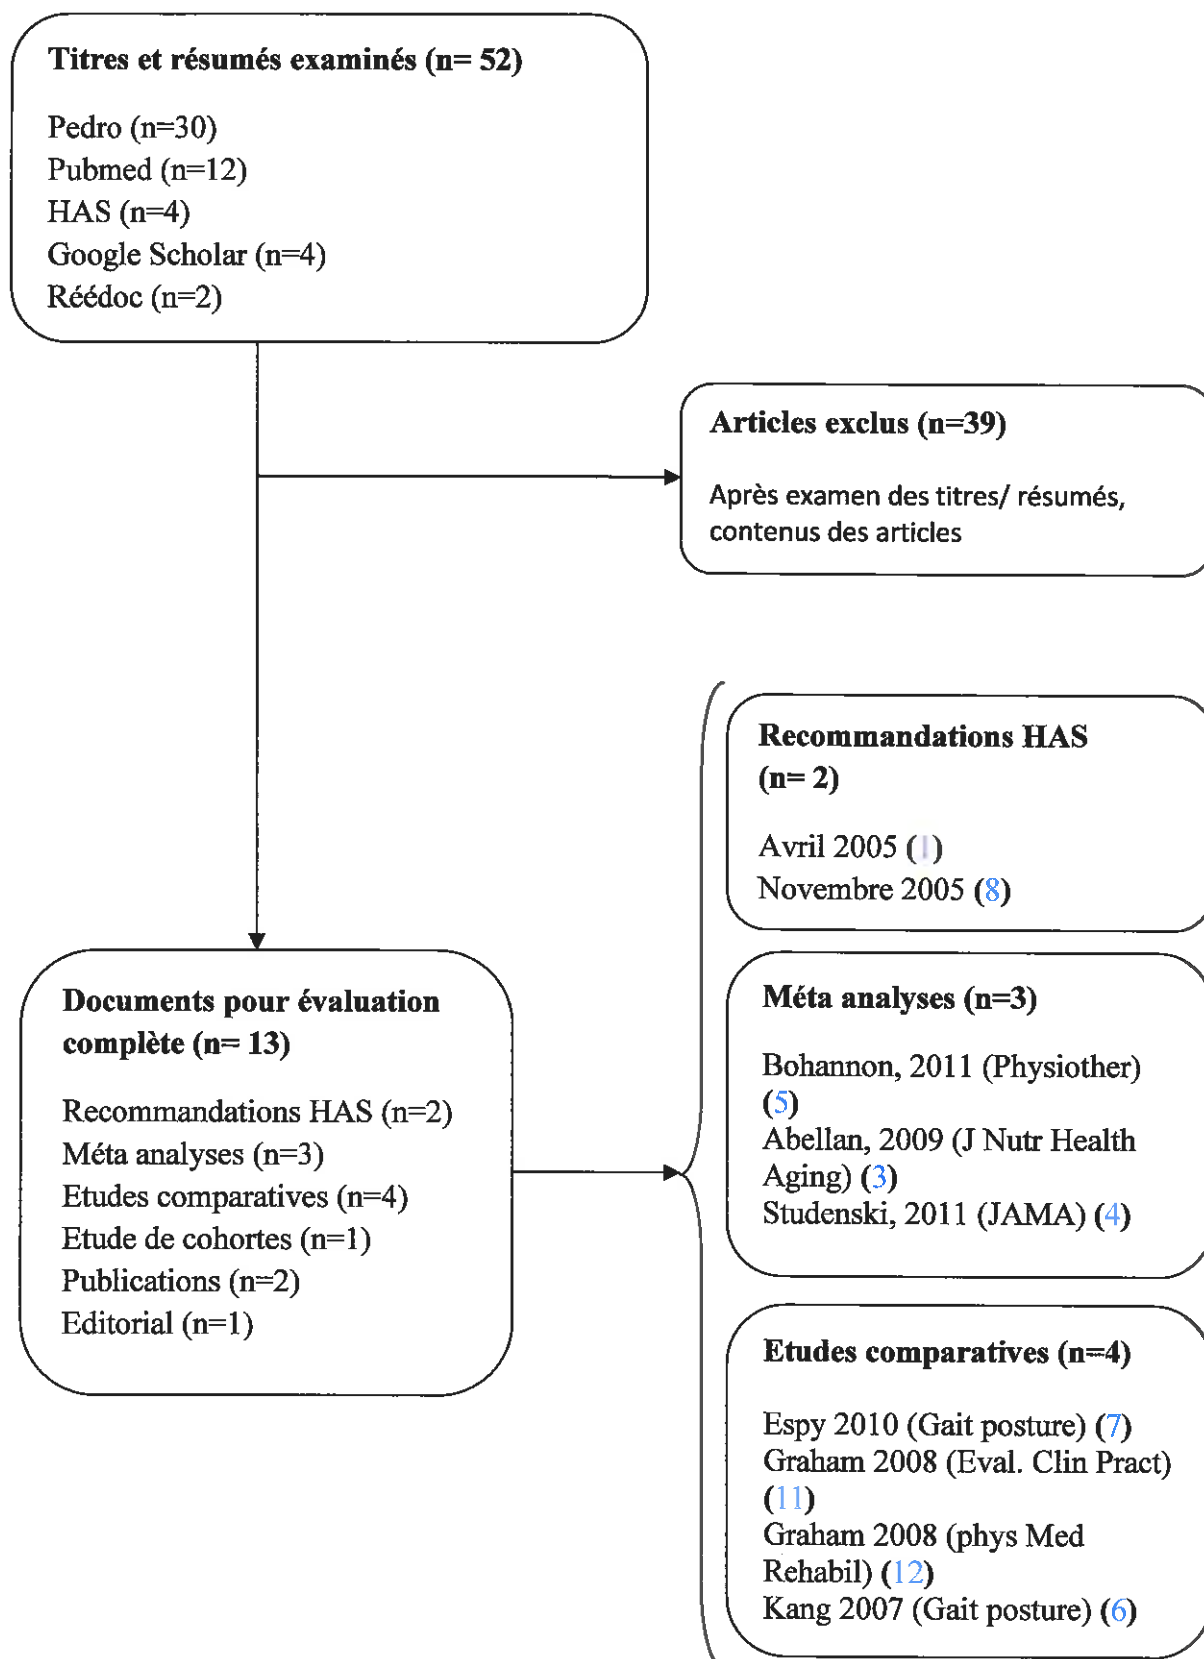 Titres et résumés examinés (n= 52)
Pedro (n=30)
Pubmed (n=12)
HAS (n=4)
Google Scholar (n=4)
Réédoc (n=2)
Articles exclus (n=39)
Après examen des titres/ résumés,
contenus des articles
Documents pour évaluation
complète (n= 13)
Recommandations HAS (n=2)
Méta analyses (n=3)
Etudes comparatives (n=4)
Etude de cohortes (n=1)
Publications (n=2)
Editorial (n=1)
Recommandations HAS
(n= 2)
Avril 2005 (1)
Novembre 2005 (8)
Méta analyses (n=3)
Bohannon, 2011 (Physiother)
(5)
Abellan, 2009 (J Nutr Health
Aging) (3)
Studenski, 2011 (JAMA) (4)
Etudes comparatives (n=4)
Espy 2010 (Gait posture) (7)
Graham 2008 (Eval. Clin Pract)
(11)
Graham 2008 (phys Med
Rehabil) (12)
Kang 2007 (Gait posture) (6)